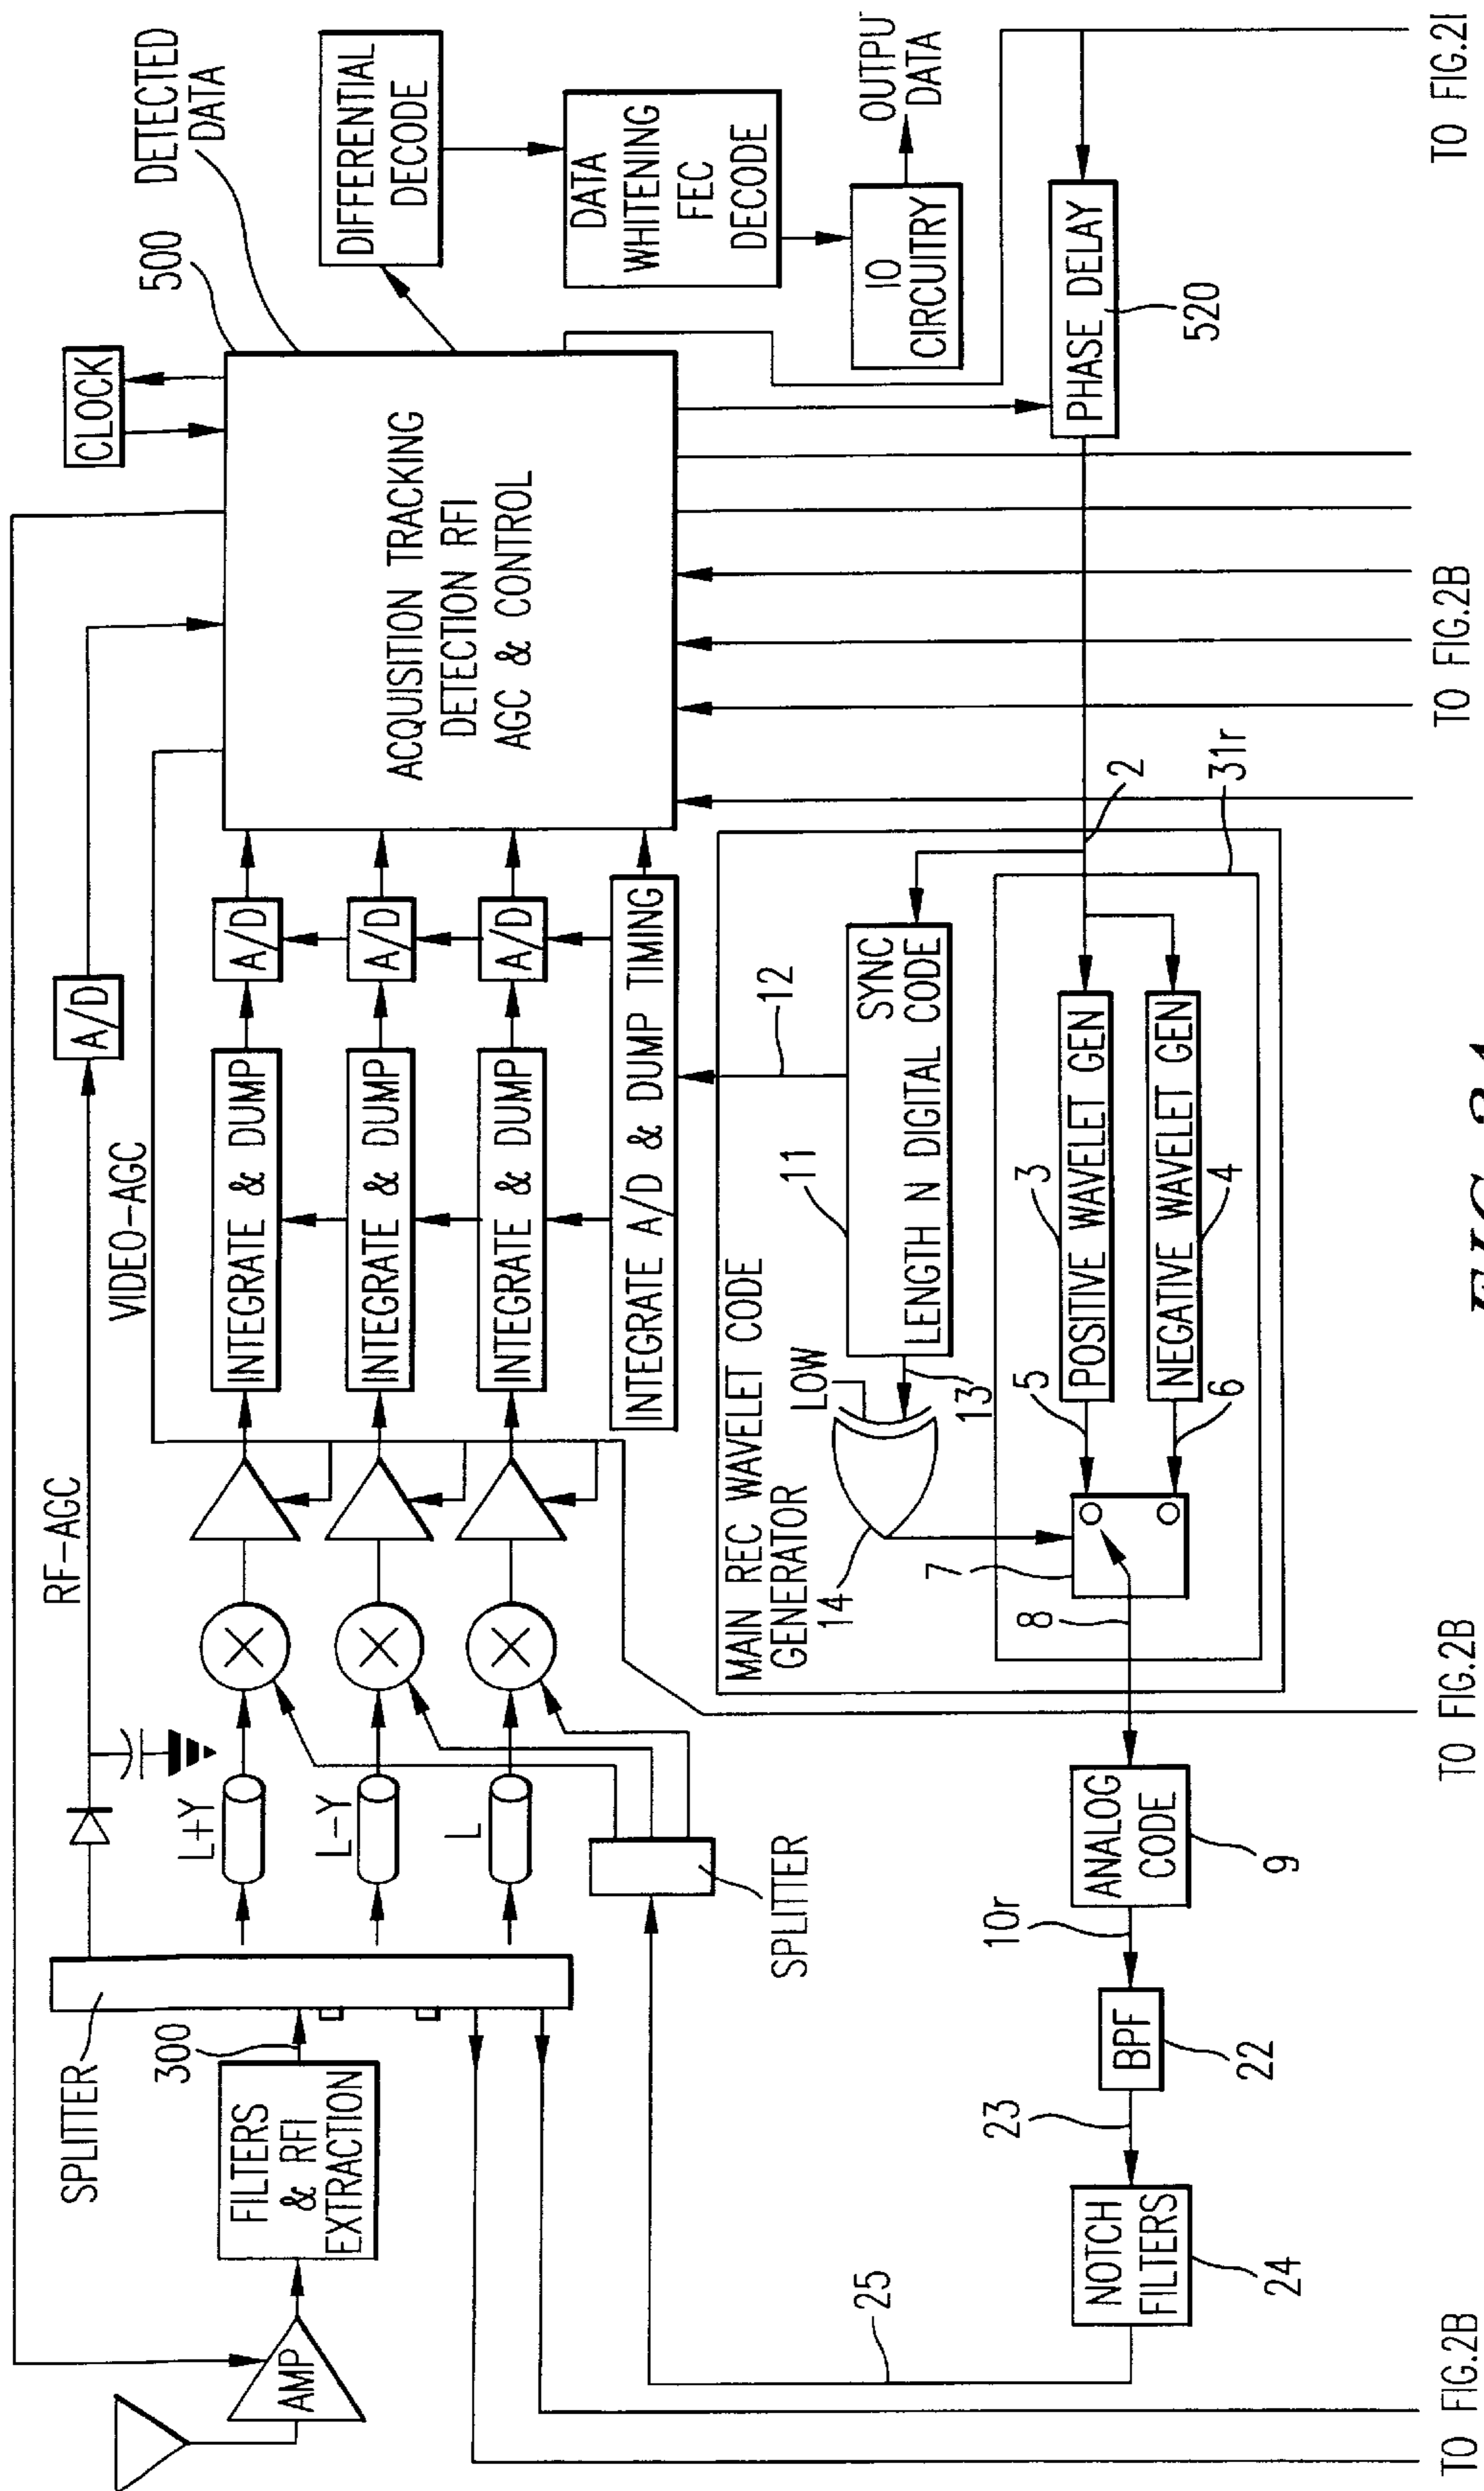 RF-AGC
A/D
CLOCK
500
DETECTED
DATA
SPLITTER
VIDEO-AGC
AMP
FILTERS
& RFI
EXTRACTION
300
L+Y
L-Y
L
INTEGRATE & DUMP
INTEGRATE & DUMP
INTEGRATE & DUMP
A/D
A/D
A/D
INTEGRATE A/D & DUMP TIMING
ACQUISITION TRACKING
DETECTION RFI
AGC & CONTROL
DIFFERENTIAL
DECODE
DATA
WHITENING
FEC
DECODE
IO
CIRCUITRY
OUTPU
DATA
SPLITTER
MAIN REC WAVELET CODE
GENERATOR
LOW
14
13
11
12
SYNC
CODE
LENGTH N DIGITAL
7
8
5
6
3
POSITIVE WAVELET GEN
NEGATIVE WAVELET GEN
4
2
31r
PHASE DELAY
520
25
NOTCH
FILTERS
24
23
BPF
22
10r
ANALOG
CODE
9
TO FIG.2B
TO FIG.2B
TO FIG.2B
TO FIG.2